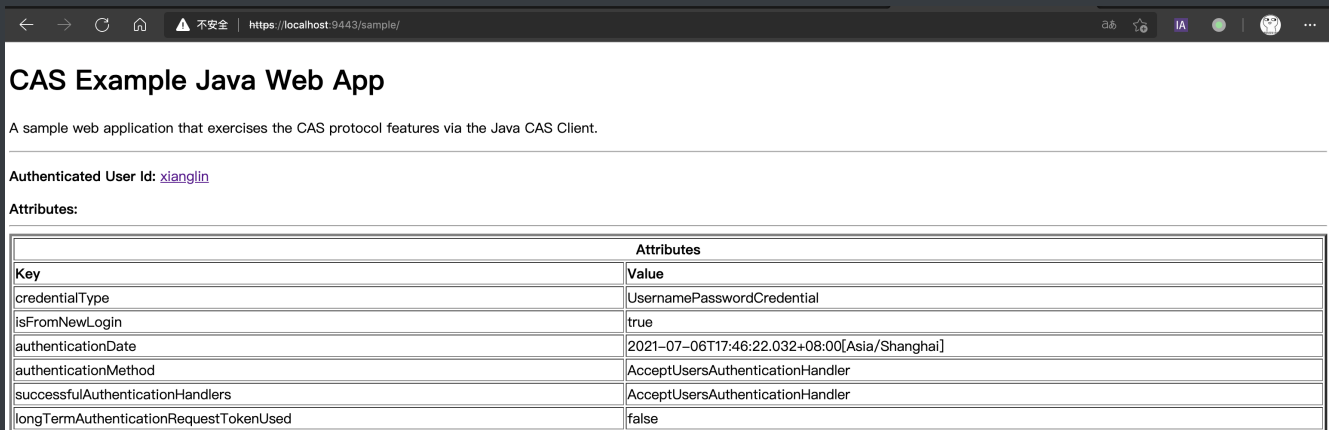 不安全 https://localhost:9443/sample/ aあ IA
CAS Example Java Web App
A sample web application that exercises the CAS protocol features via the Java CAS Client.
Authenticated User Id: xianglin
Attributes:
Attributes
Key Value
credentialType UsernamePasswordCredential
isFromNewLogin true
authenticationDate 2021-07-06T17:46:22.032+08:00[Asia/Shanghai]
authenticationMethod AcceptUsersAuthenticationHandler
successfulAuthenticationHandlers AcceptUsersAuthenticationHandler
longTermAuthenticationRequestTokenUsed false